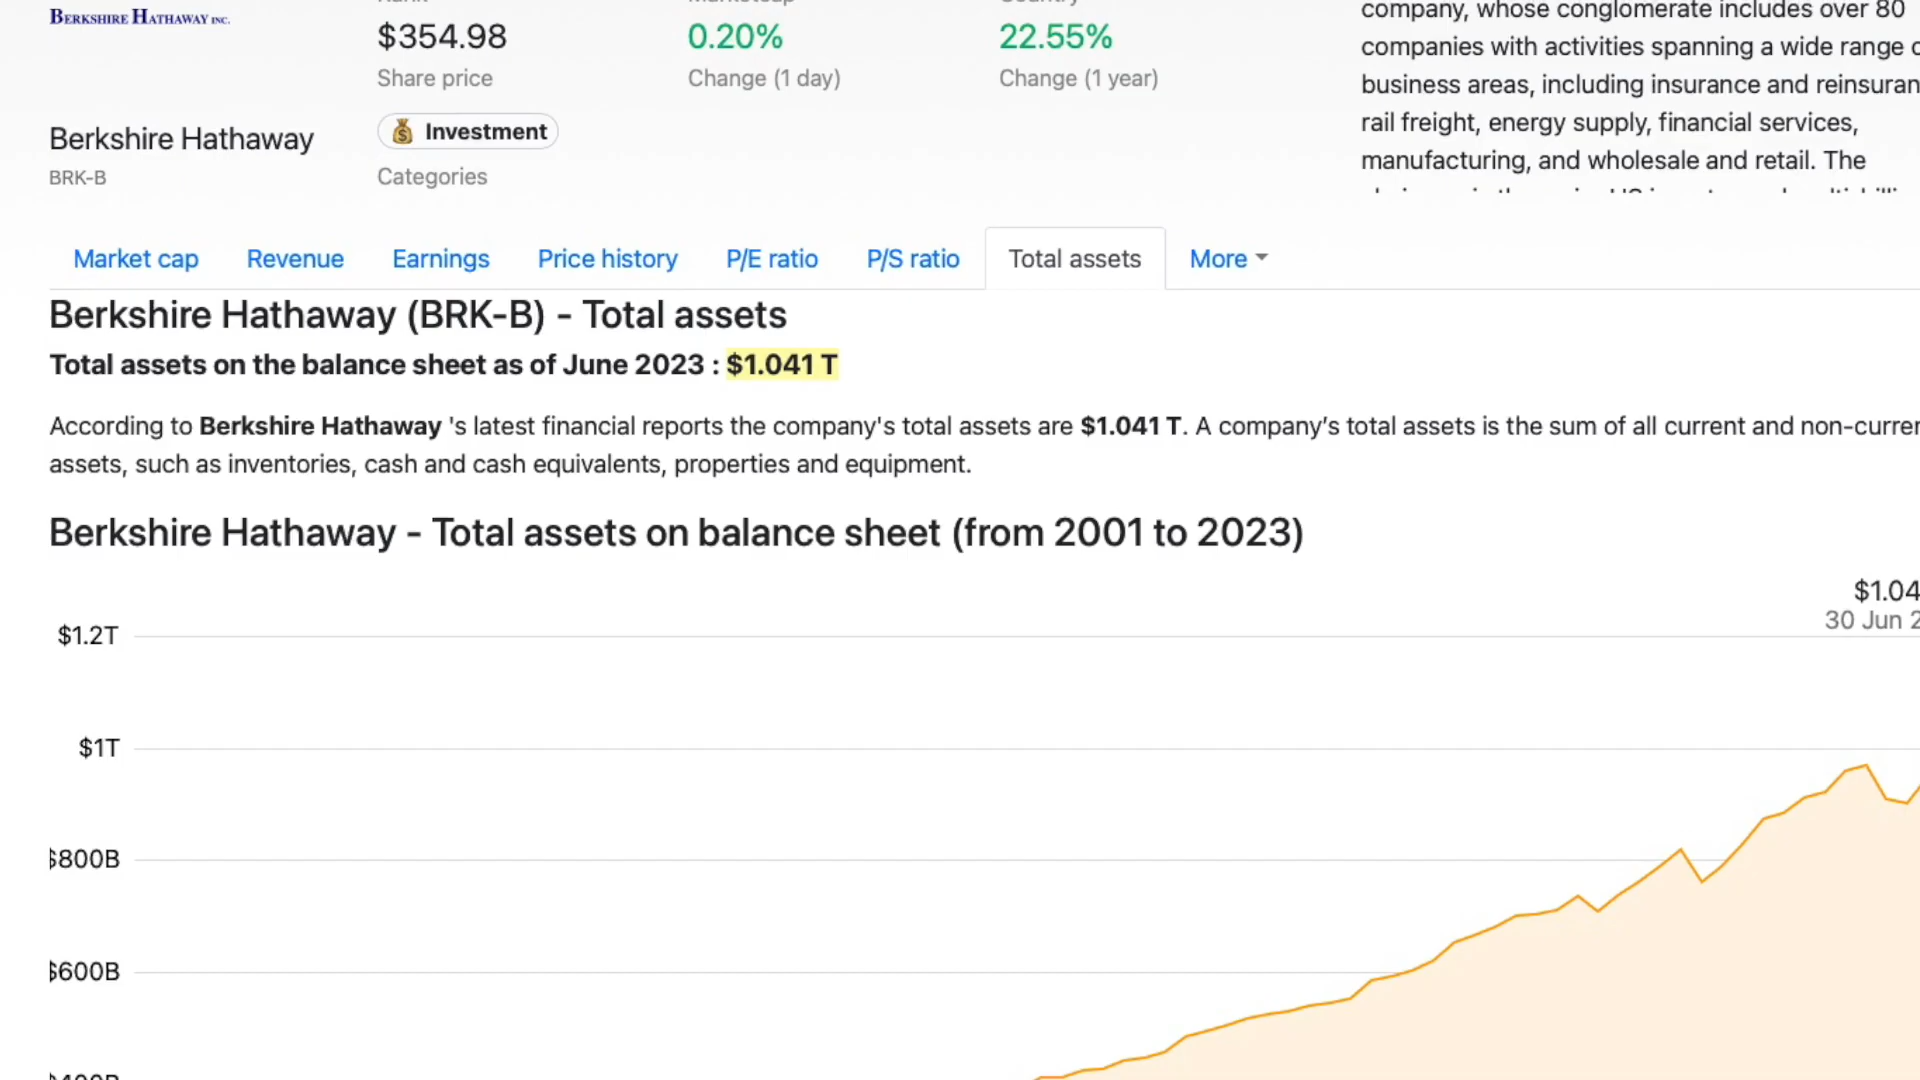 BERKSHIRE HATHAWAY INC.
$354.98
0.20%
22.55%
Share price
Change (1 day)
Change (1 year)
company, whose conglomerate includes over 80
companies with activities spanning a wide range
business areas, including insurance and
rail freight, energy supply, financial services,
manufacturing, and wholesale and retail. The
Berkshire Hathaway
BRK-B
Investment
Categories
Market cap
Revenue
Earnings
Price history
P/E ratio
P/S ratio
Total assets
More
Berkshire Hathaway (BRK-B) - Total assets
Total assets on the balance sheet as of June 2023 : $1.041 T
According to Berkshire Hathaway 's latest financial reports the company's total assets are $1.041 T. A company’s total assets is the sum of all current and
assets, such as inventories, cash and cash equivalents, properties and equipment.
Berkshire Hathaway - Total assets on balance sheet (from 2001 to 2023)
$1.04
30 Jun 2
$1.2T
$1T
$800B
$600B